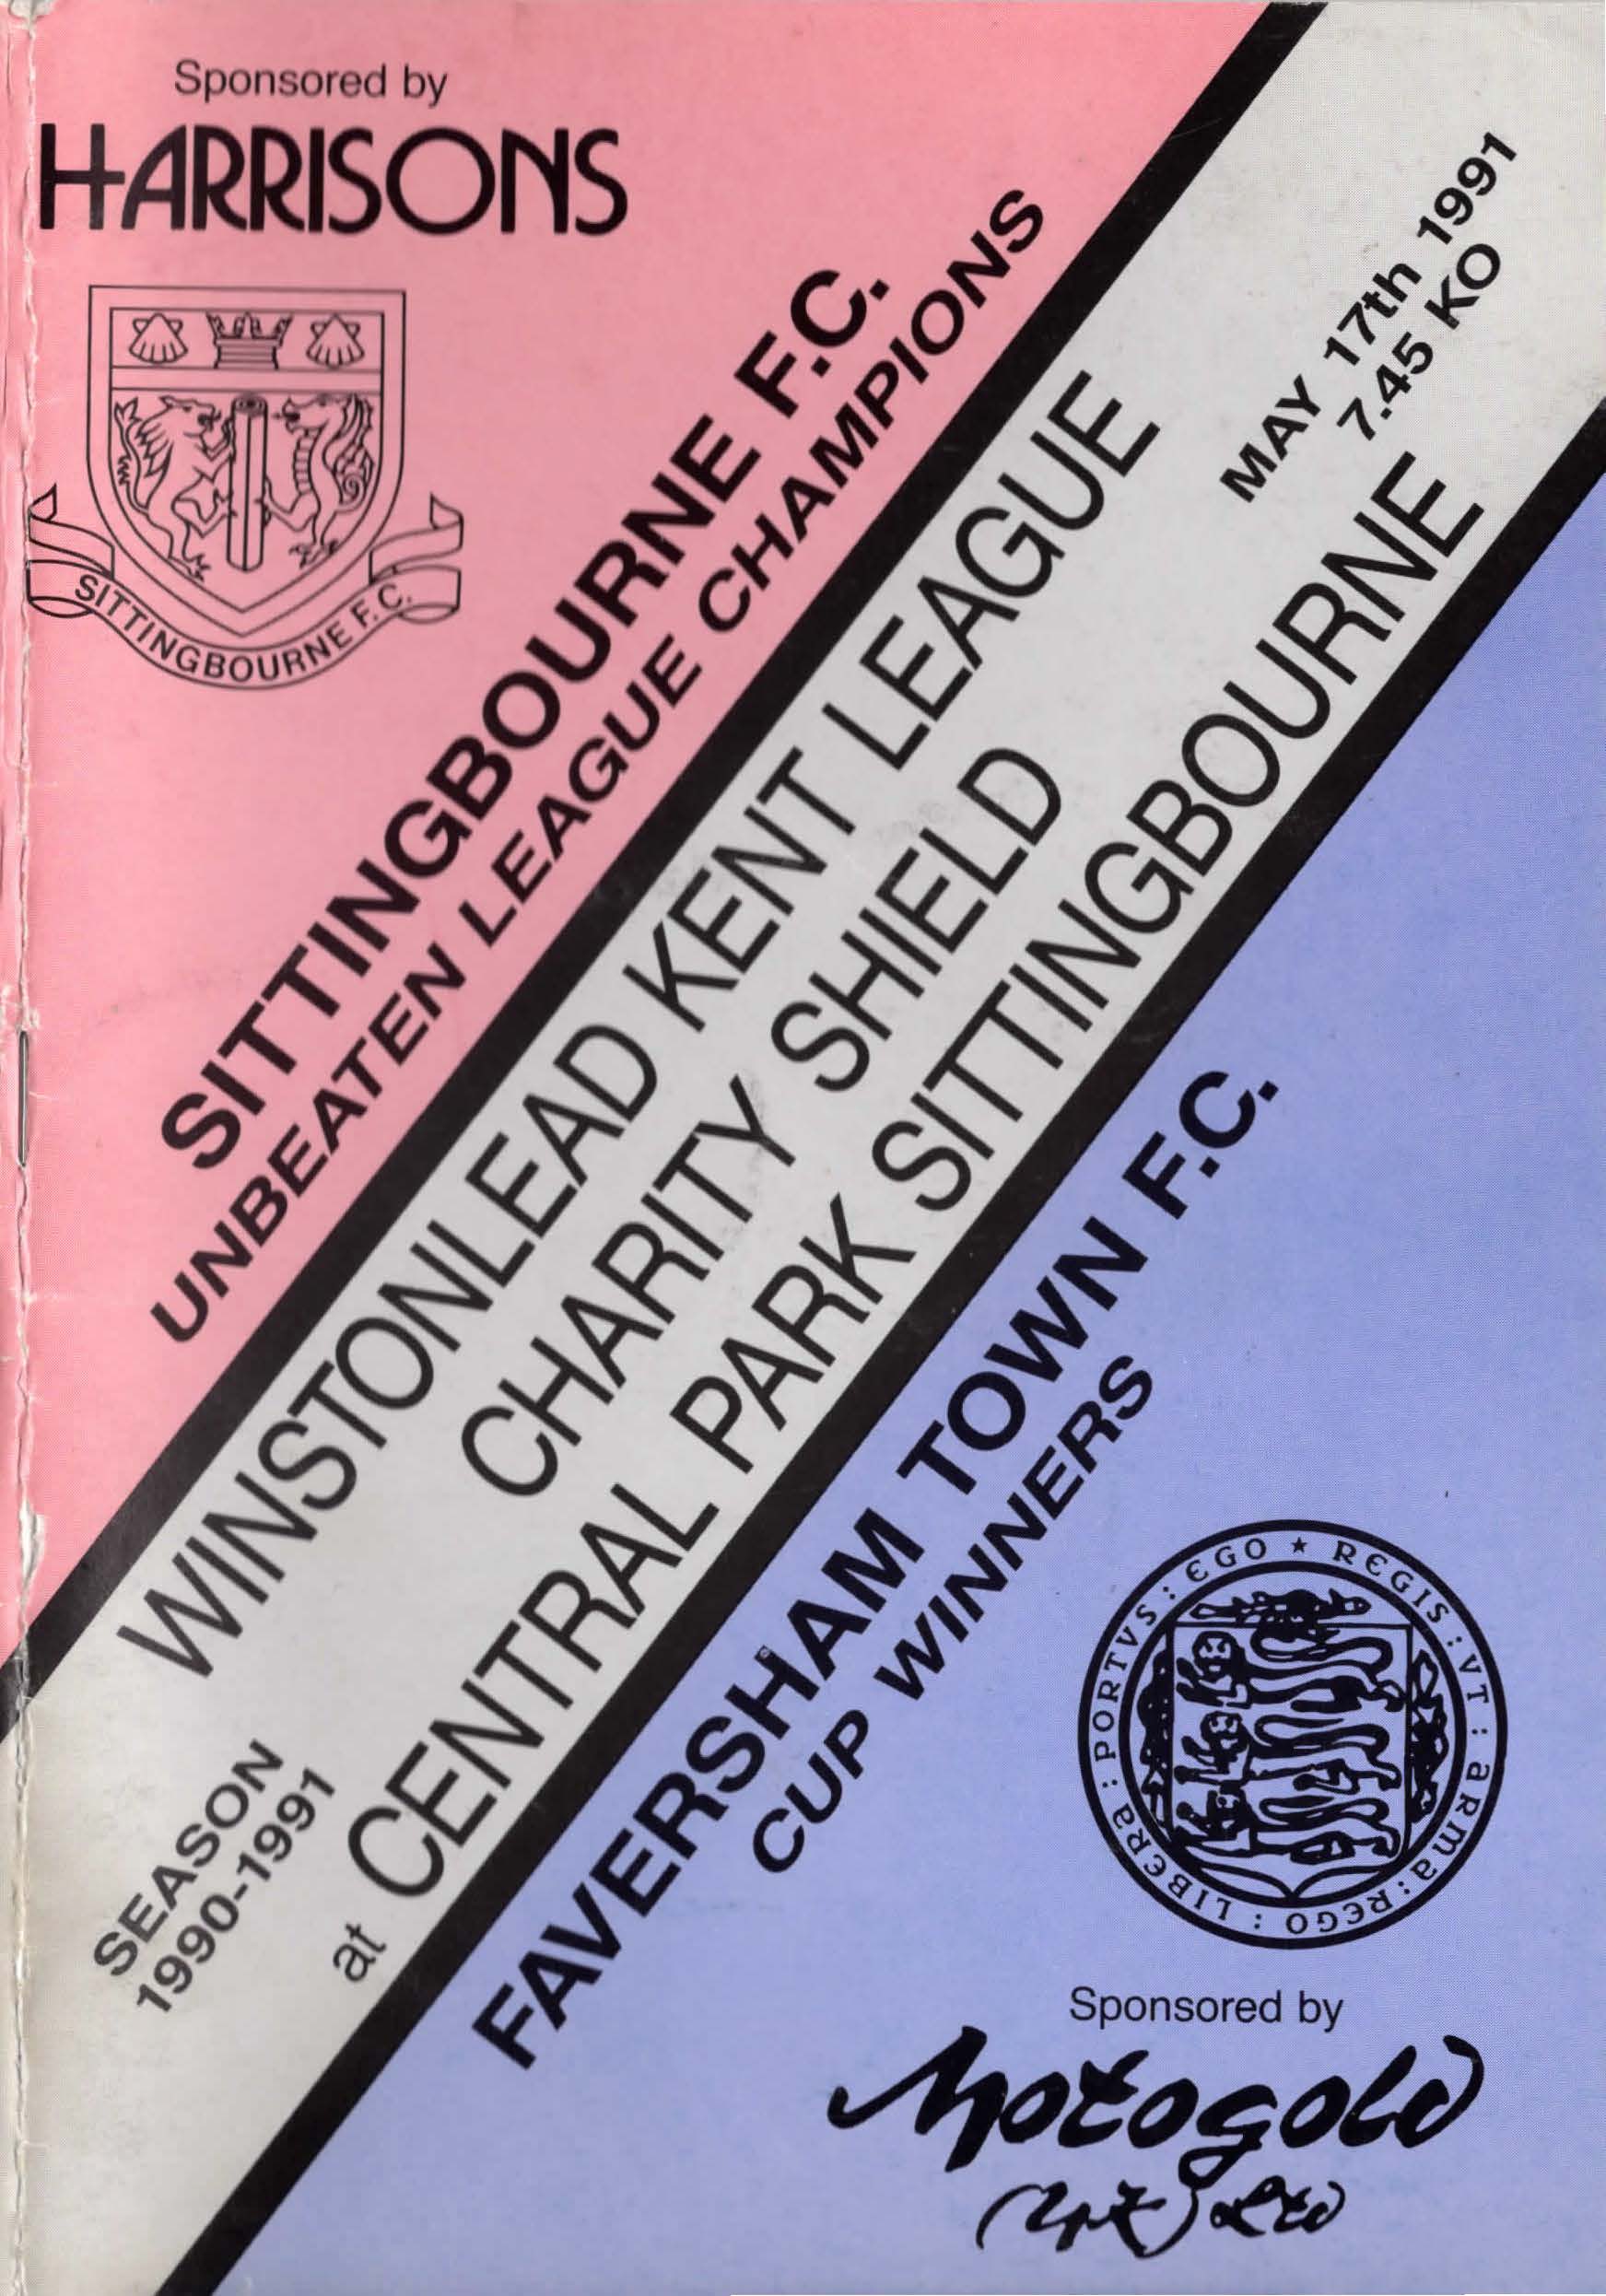 Sponsored by
HARRISONS
SITTINGBOURNE F.C.
SITTINGBOURNE F.C.
UNBEATEN LEAGUE CHAMPIONS
MAY 17th 1991
7.45 KO
WINSTONLEAD KENT LEAGUE
CHARITY SHIELD
at CENTRAL PARK SITTINGBOURNE
SEASON
1990-1991
FAVERSHAM TOWN F.C.
CUP WINNERS
EGO ★ REGIS : VT : ARMA : REGO : LIBERA : PORTVS :
Sponsored by
Motogold
Ltd